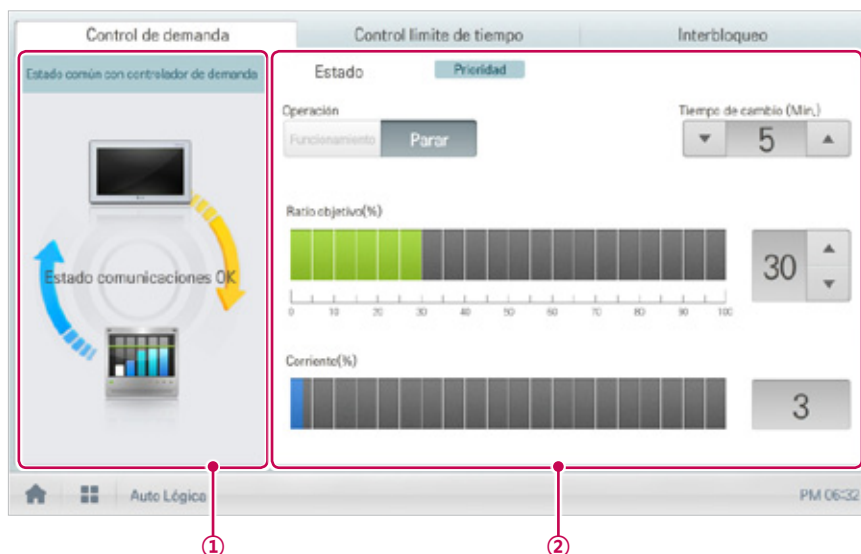 Control de demanda
Control límite de tiempo
Interbloqueo
Estado común con controlador de demanda
Estado comunicaciones OK
Estado
Prioridad
Operación
Funcionamiento
Parar
Tiempo de cambio (Min.)
5
Ratio objetivo(%)
30
0 10 20 30 40 50 60 70 80 90 100
Corriente(%)
3
Auto Lógica
PM 06:32
①
②